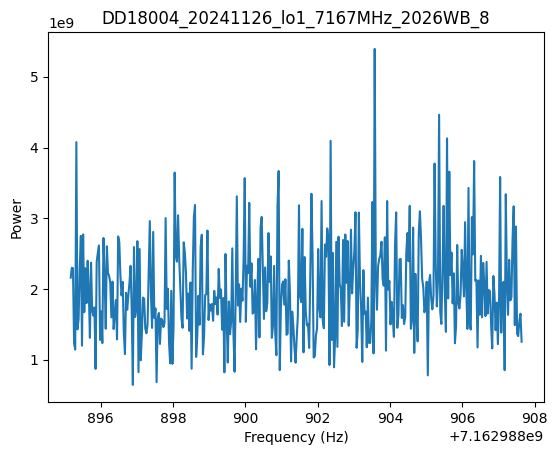 DD18004_20241126_lo1_7167MHz_2026WB_8
1e9
5
4
3
2
1
Power
896 898 900 902 904 906 908
Frequency (Hz)
+7.162988e9